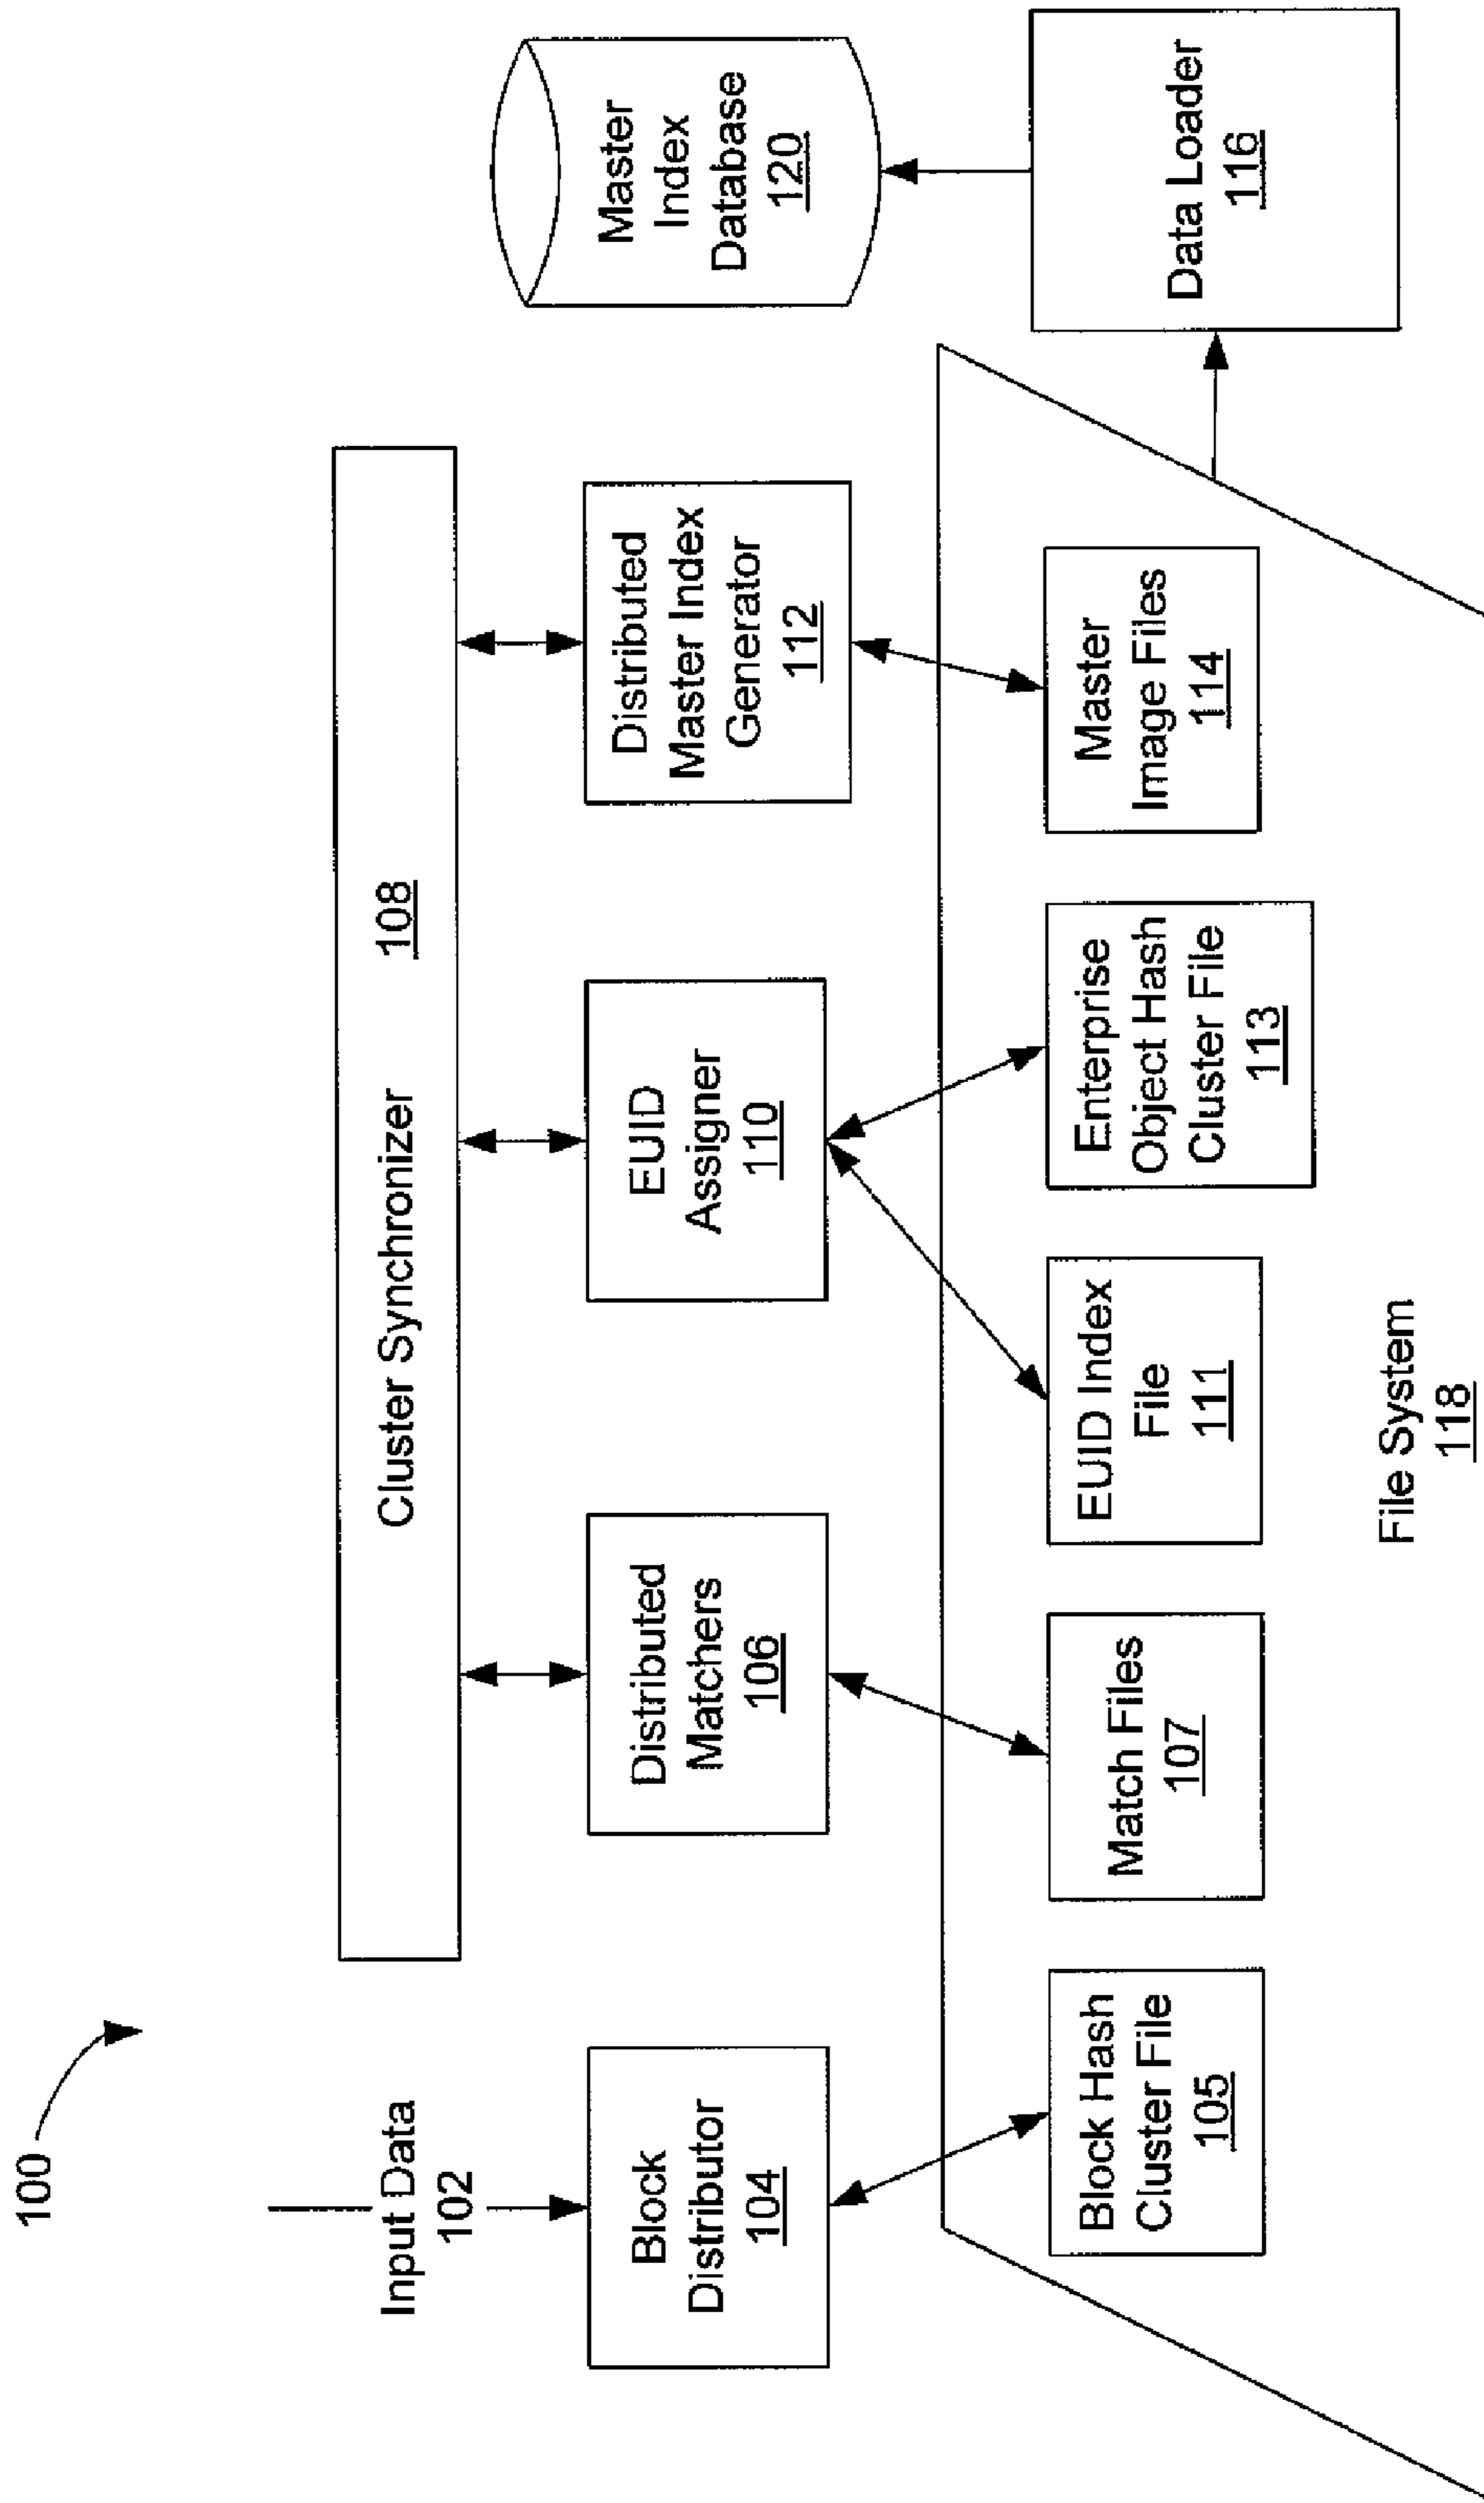 100
Input Data
102
Cluster Synchronizer 108
Block
Distributor
104
Distributed
Matchers
106
EUID
Assigner
110
Distributed
Master Index
Generator
112
Master
Index
Database
120
Block Hash
Cluster File
105
Match Files
107
EUID Index
File
111
Enterprise
Object Hash
Cluster File
113
Master
Image Files
114
Data Loader
116
File System
118